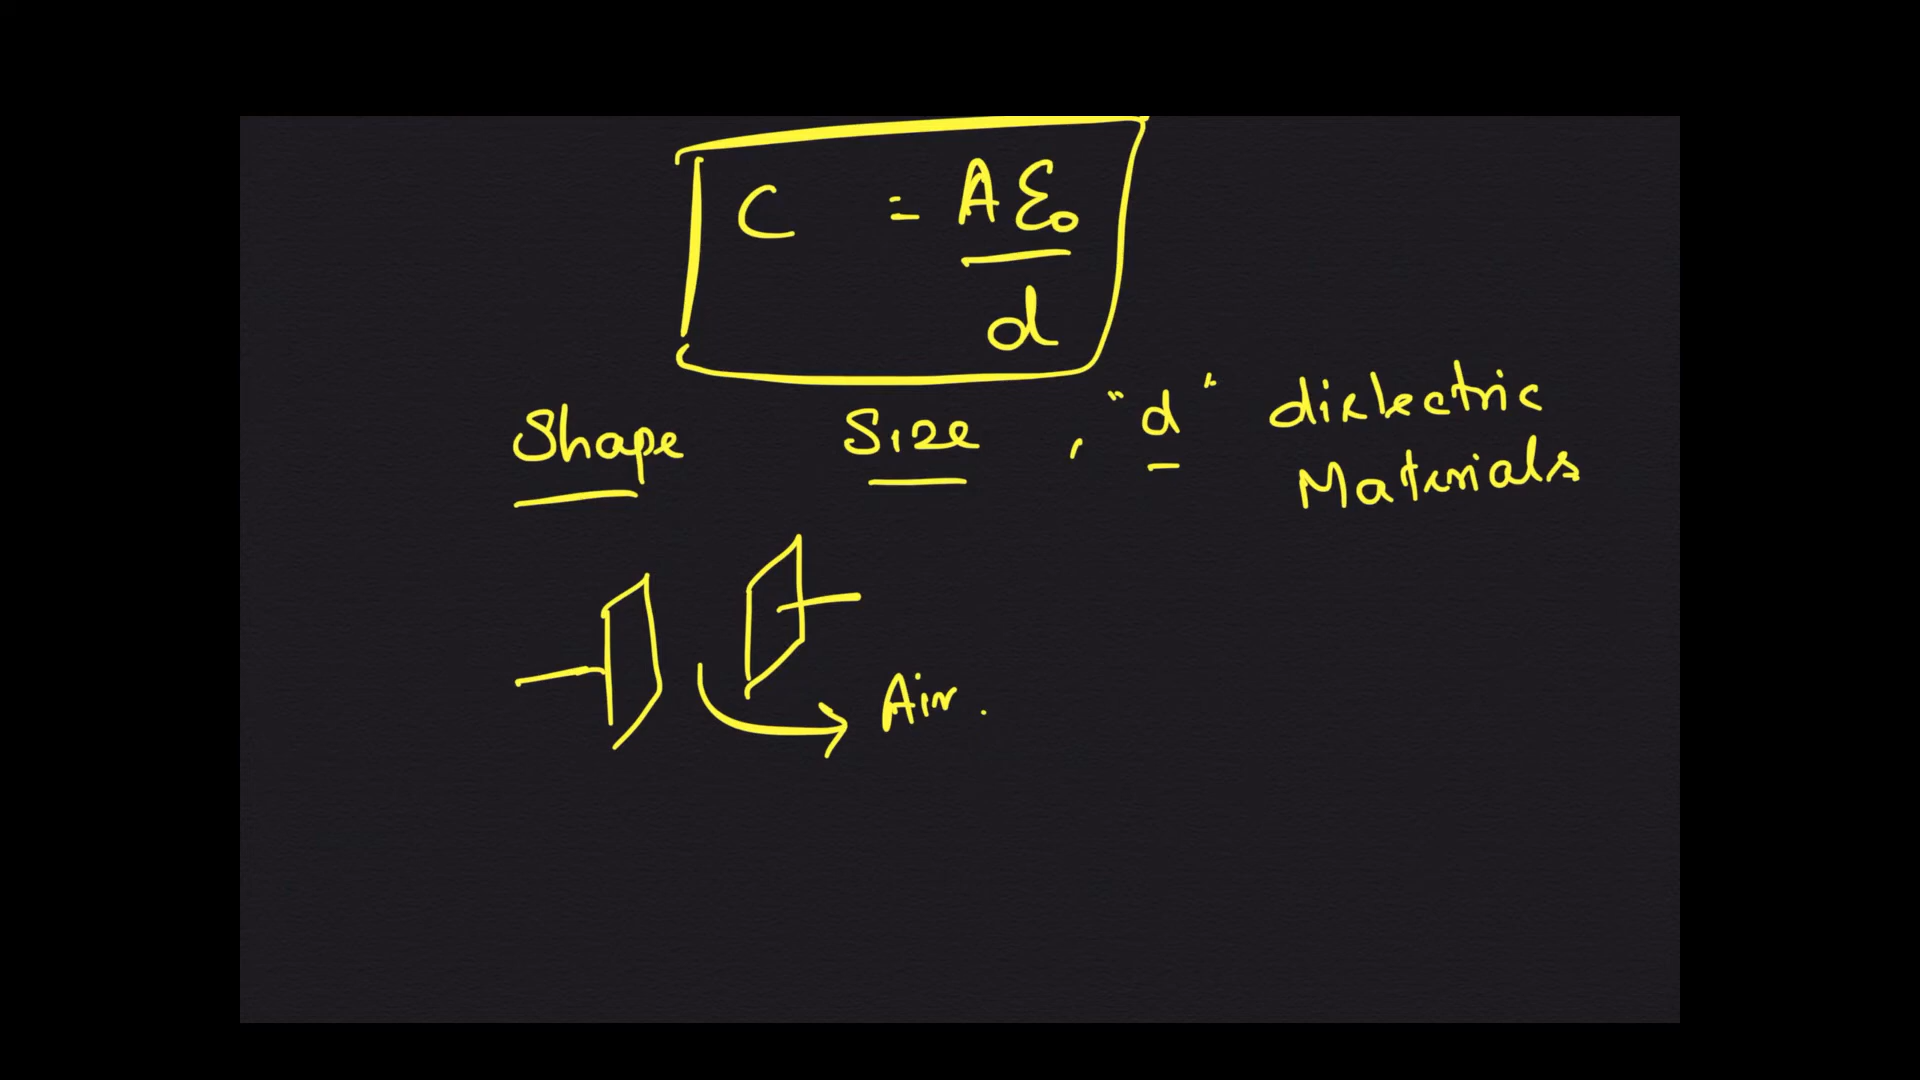 C = Aε₀/d
Shape Size , "d" dielectric
Materials
Air.